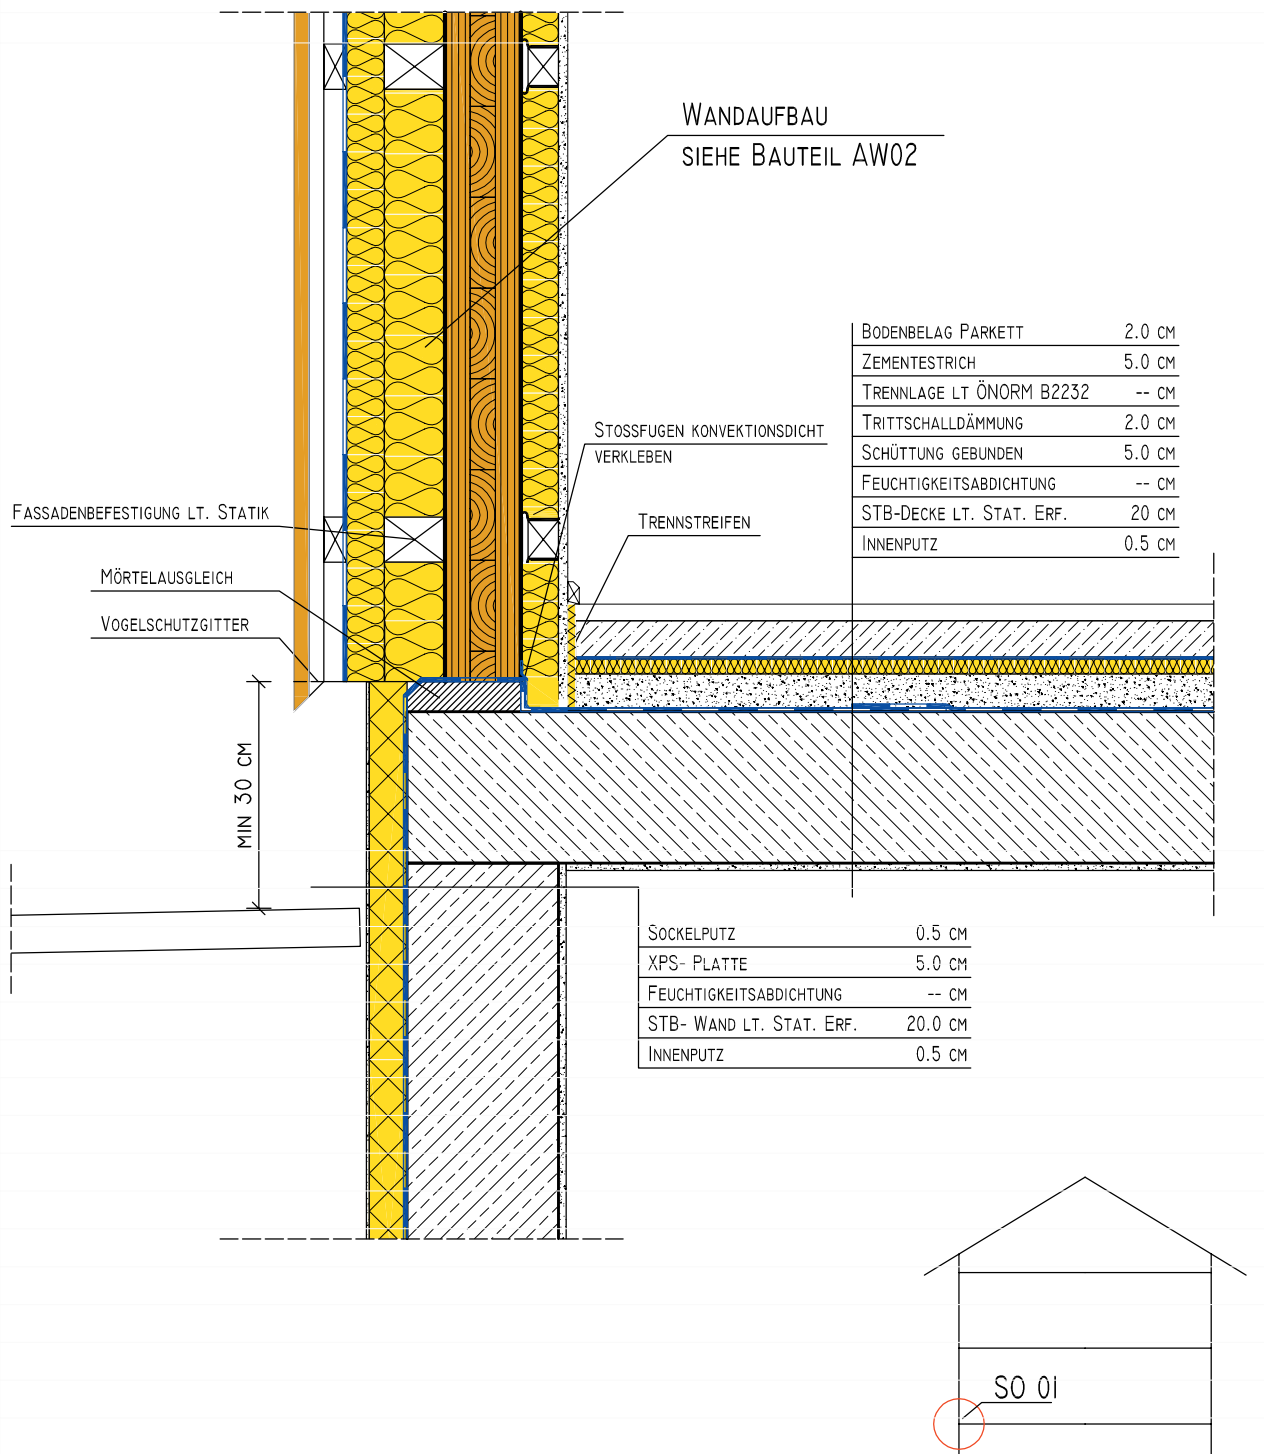 WANDAUFBAU
SIEHE BAUTEIL AW02
BODENBELAG PARKETT 2.0 CM
ZEMENTESTRICH 5.0 CM
TRENNLAGE LT ÖNORM B2232 -- CM
TRITTSCHALLDÄMMUNG 2.0 CM
SCHÜTTUNG GEBUNDEN 5.0 CM
FEUCHTIGKEITSABDICHTUNG -- CM
STB-DECKE LT. STAT. ERF. 20 CM
INNENPUTZ 0.5 CM
STOSSFUGEN KONVEKTIONSDICHT
VERKLEBEN
TRENNSTREIFEN
FASSADENBEFESTIGUNG LT. STATIK
MÖRTELAUSGLEICH
VOGELSCHUTZGITTER
MIN 30 CM
SOCKELPUTZ 0.5 CM
XPS- PLATTE 5.0 CM
FEUCHTIGKEITSABDICHTUNG -- CM
STB- WAND LT. STAT. ERF. 20.0 CM
INNENPUTZ 0.5 CM
SO 01